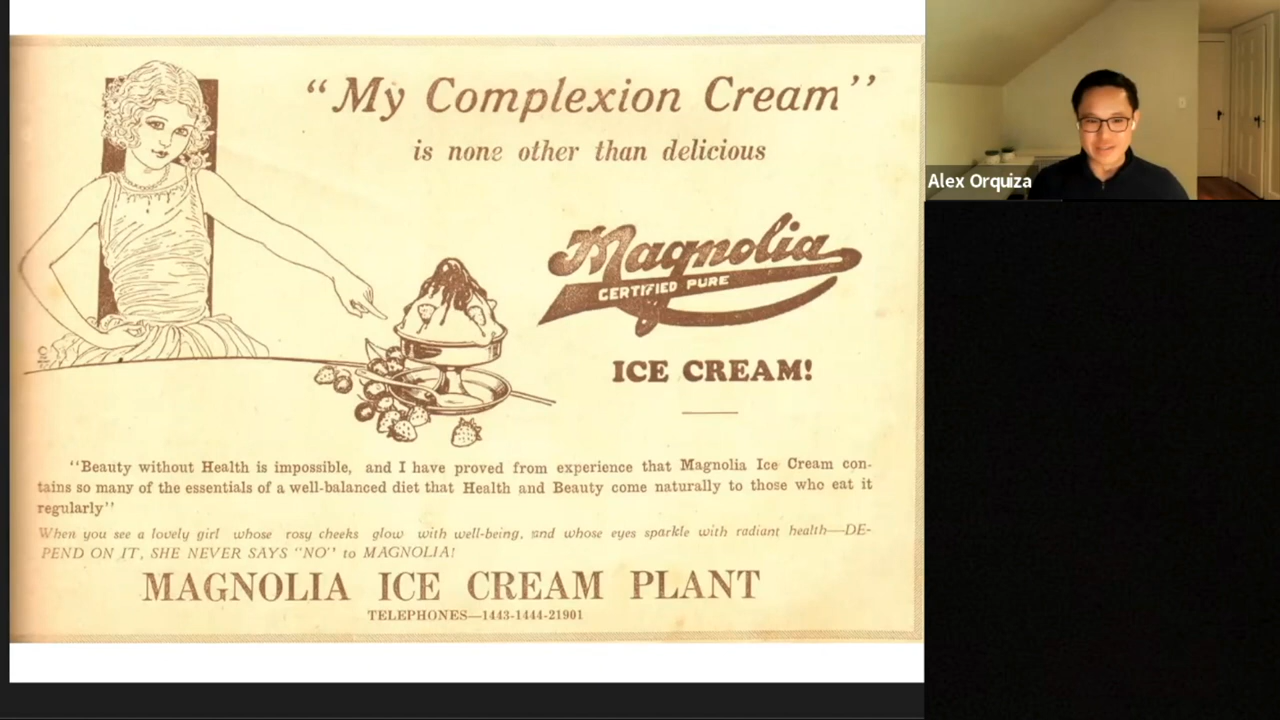 "My Complexion Cream"
is none other than delicious
Magnolia
CERTIFIED PURE
ICE CREAM!
"Beauty without Health is impossible, and I have proved from experience that Magnolia Ice Cream con-
tains so many of the essentials of a well-balanced diet that Health and Beauty come naturally to those who eat it
regularly"
When you see a lovely girl whose rosy cheeks glow with well-being, and whose eyes sparkle with radiant health—DE-
PEND ON IT, SHE NEVER SAYS "NO" to MAGNOLIA!
MAGNOLIA ICE CREAM PLANT
TELEPHONES—1443-1444-21901
Alex Orquiza